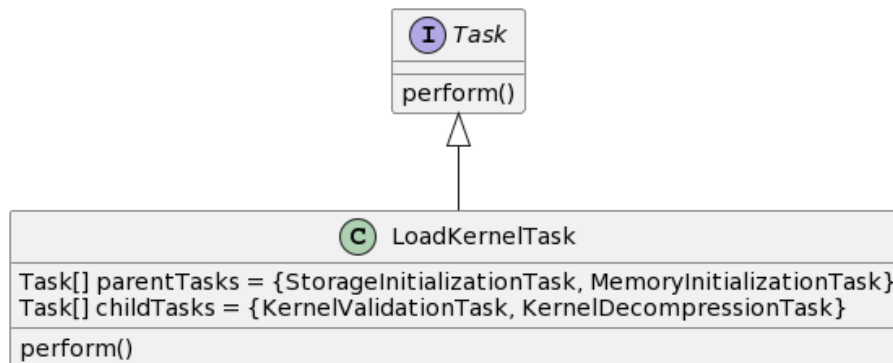 I Task
perform()
C LoadKernelTask
Task[] parentTasks = {StorageInitializationTask, MemoryInitializationTask}
Task[] childTasks = {KernelValidationTask, KernelDecompressionTask}
perform()